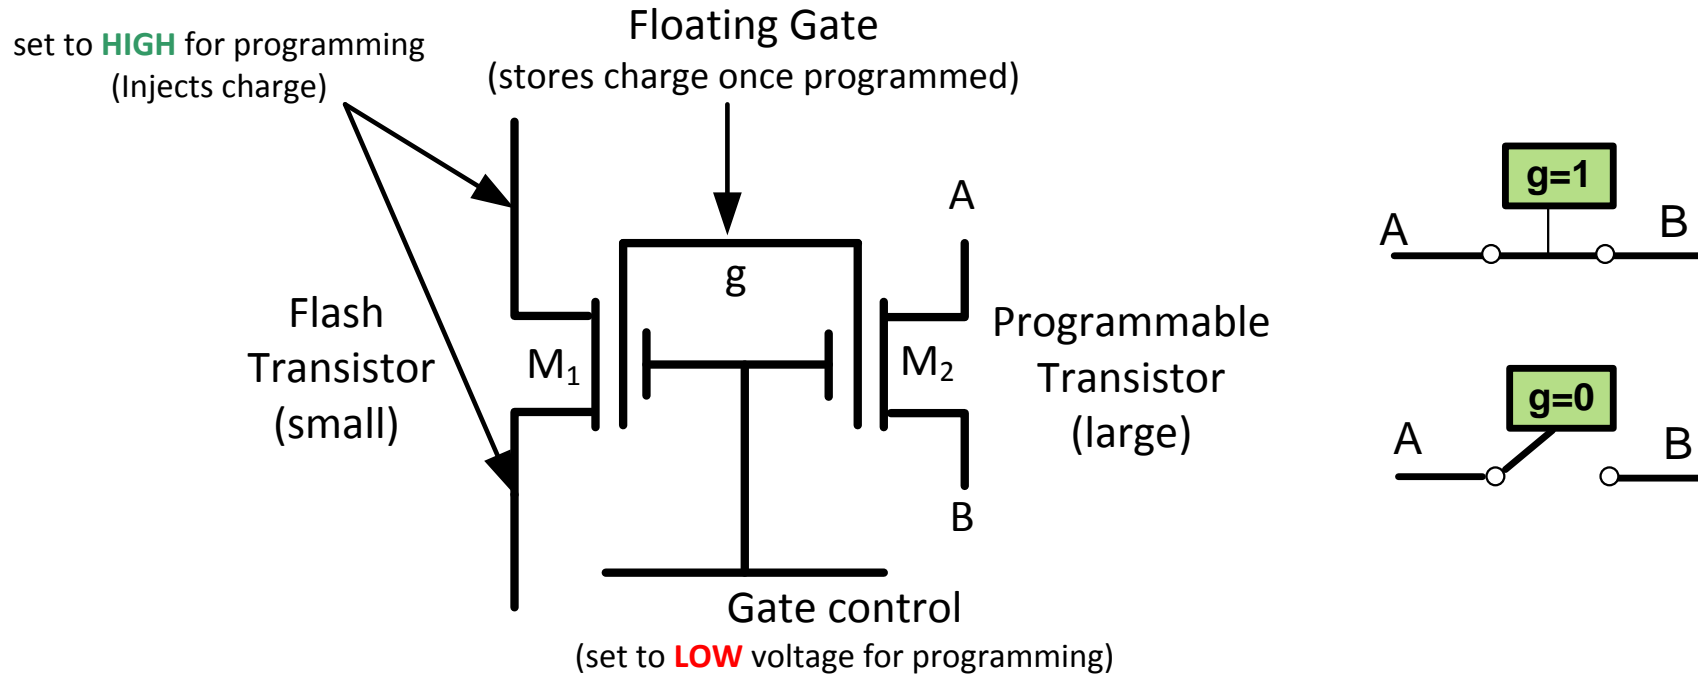 set to HIGH for programming
(Injects charge)
Floating Gate
(stores charge once programmed)
A
g
Flash
Transistor
(small)
M₁
M₂
Programmable
Transistor
(large)
B
Gate control
(set to LOW voltage for programming)
g=1
A
B
g=0
A
B